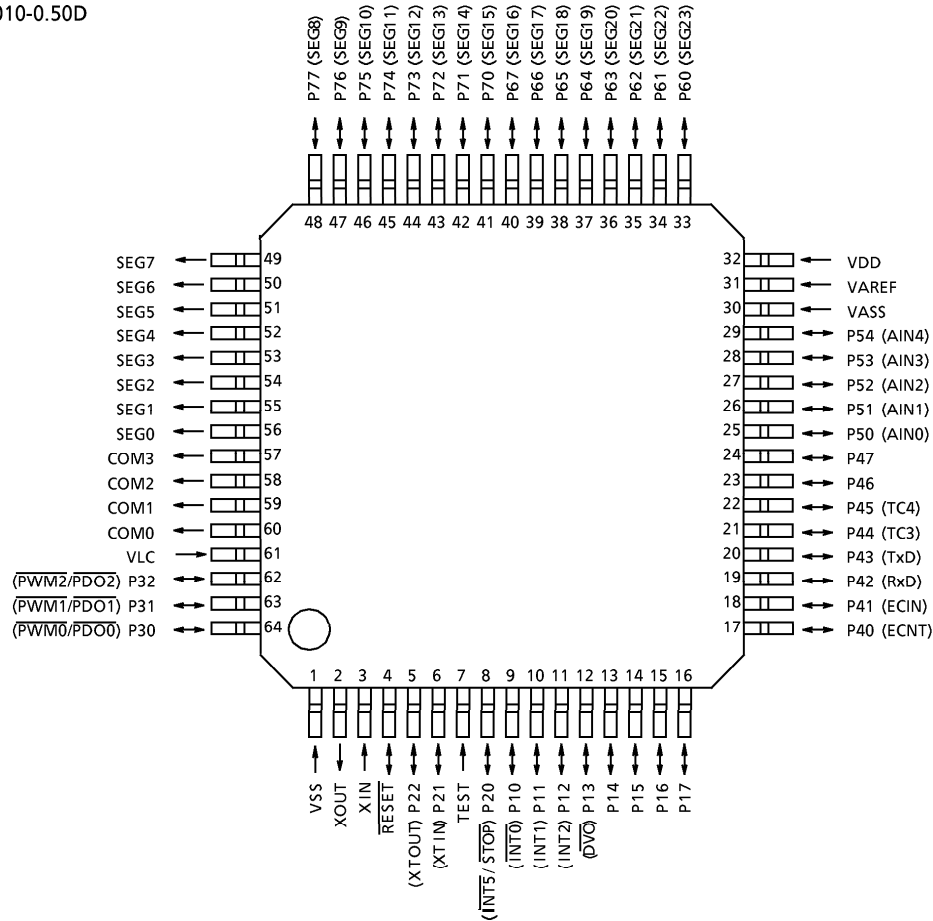 010-0.50D
P77 (SEG8)
P76 (SEG9)
P75 (SEG10)
P74 (SEG11)
P73 (SEG12)
P72 (SEG13)
P71 (SEG14)
P70 (SEG15)
P67 (SEG16)
P66 (SEG17)
P65 (SEG18)
P64 (SEG19)
P63 (SEG20)
P62 (SEG21)
P61 (SEG22)
P60 (SEG23)
48 47 46 45 44 43 42 41 40 39 38 37 36 35 34 33
SEG7 49
SEG6 50
SEG5 51
SEG4 52
SEG3 53
SEG2 54
SEG1 55
SEG0 56
COM3 57
COM2 58
COM1 59
COM0 60
VLC 61
(PWM2/PDO2) P32 62
(PWM1/PDO1) P31 63
(PWM0/PDO0) P30 64
32 VDD
31 VAREF
30 VASS
29 P54 (AIN4)
28 P53 (AIN3)
27 P52 (AIN2)
26 P51 (AIN1)
25 P50 (AIN0)
24 P47
23 P46
22 P45 (TC4)
21 P44 (TC3)
20 P43 (TxD)
19 P42 (RxD)
18 P41 (ECIN)
17 P40 (ECNT)
1 2 3 4 5 6 7 8 9 10 11 12 13 14 15 16
VSS
XOUT
XIN
RESET
(XTOUT) P22
(XTIN) P21
TEST
(INT5/STOP) P20
(INT0) P10
(INT1) P11
(INT2) P12
(DVO) P13
P14
P15
P16
P17